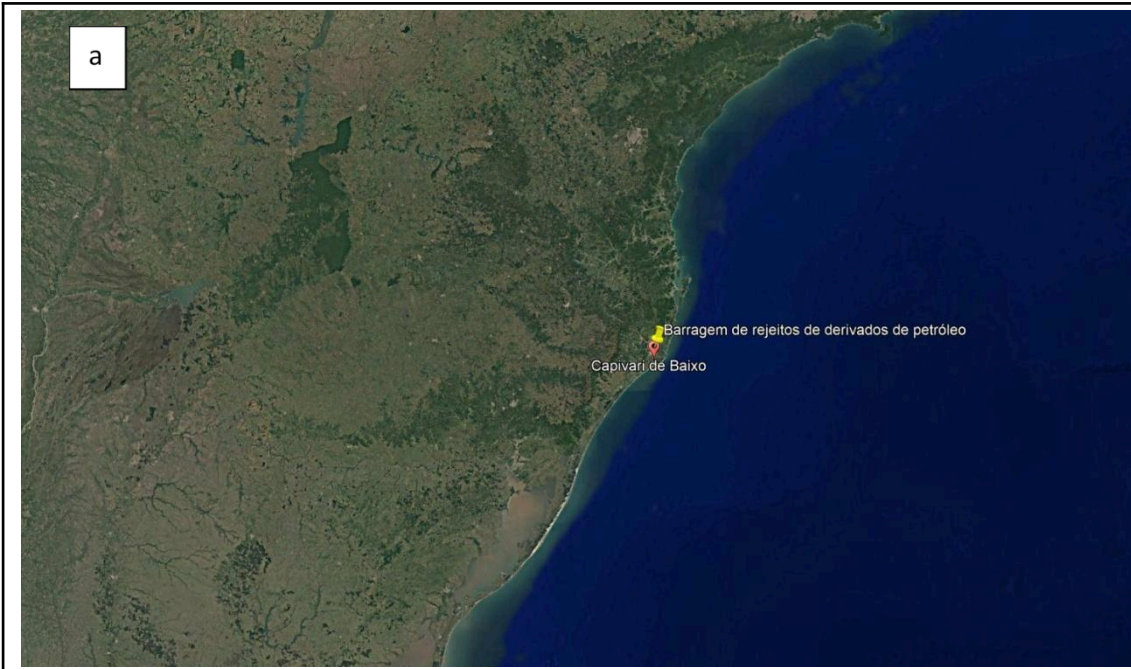 a
Barragem de rejeitos de derivados de petróleo
Capivari de Baixo